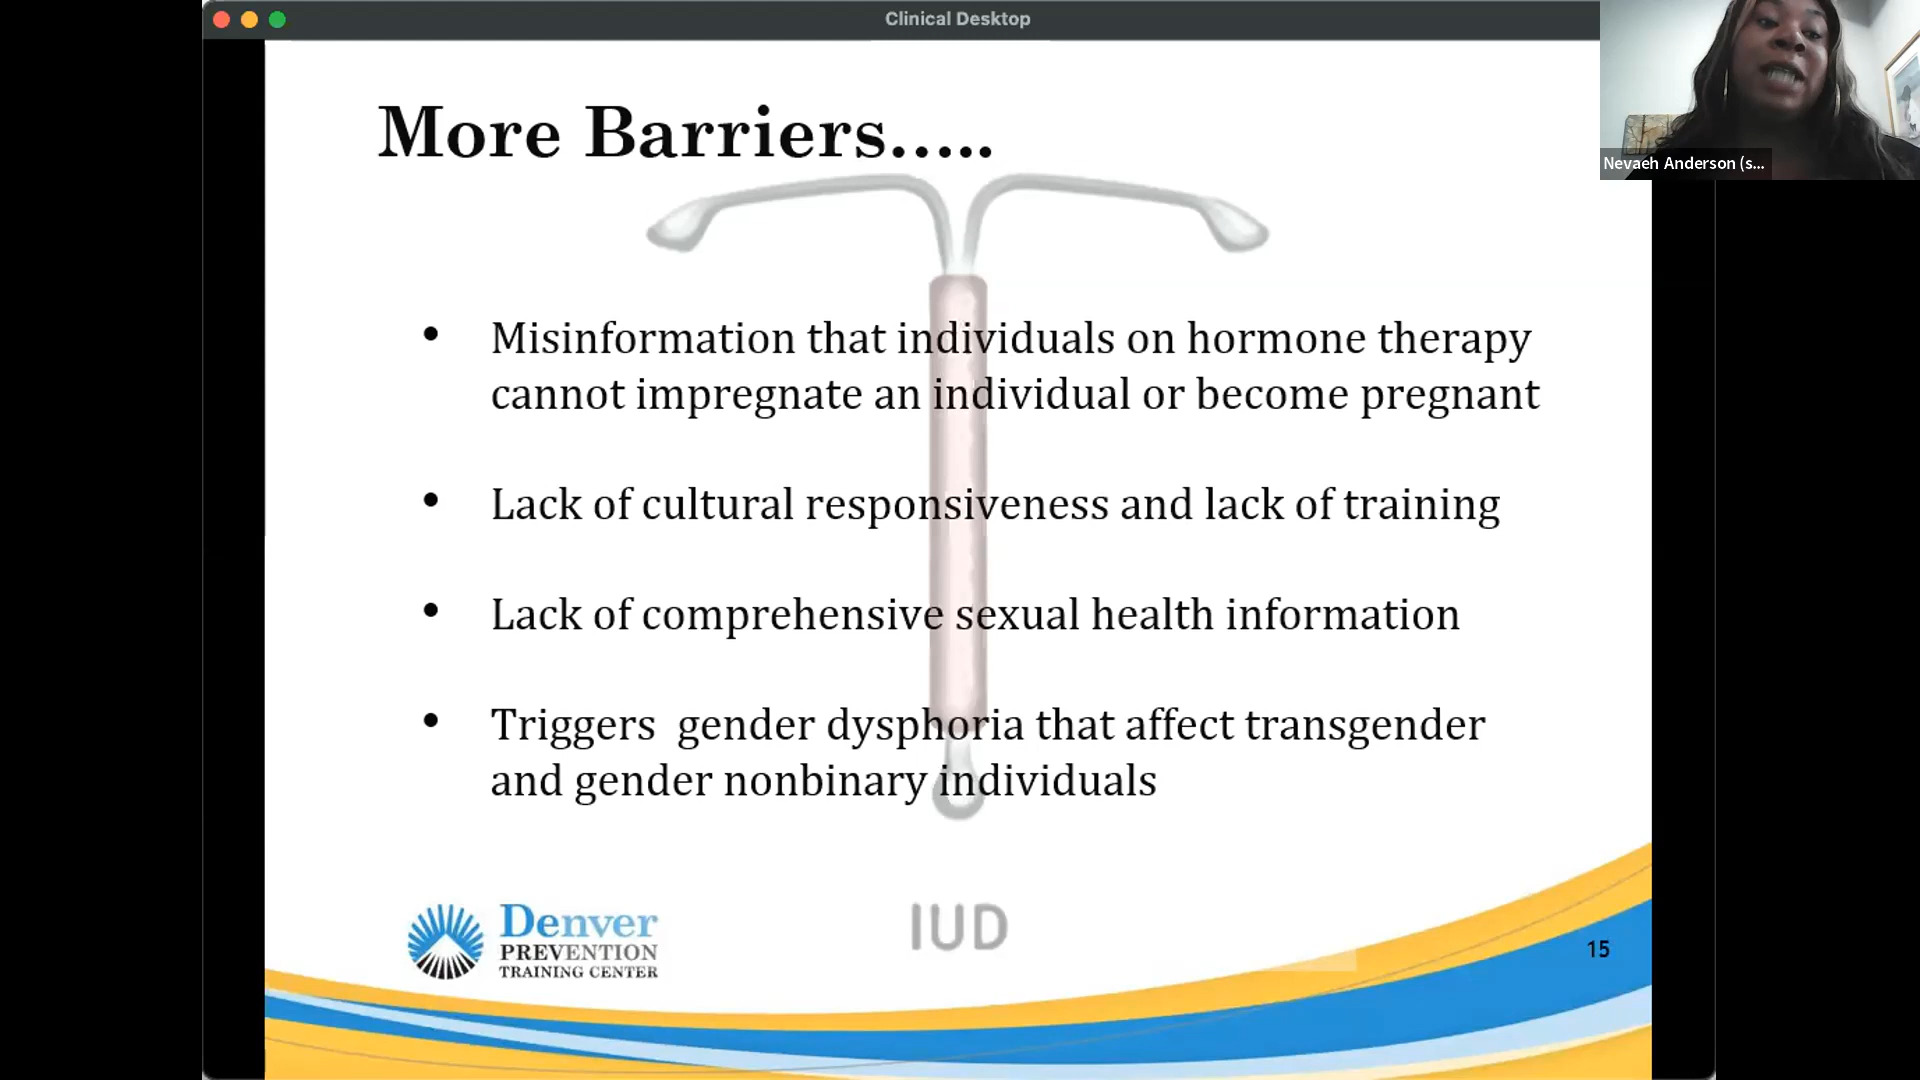 Clinical Desktop
Nevaeh Anderson (s...
More Barriers.....
• Misinformation that individuals on hormone therapy
cannot impregnate an individual or become pregnant
• Lack of cultural responsiveness and lack of training
• Lack of comprehensive sexual health information
• Triggers  gender dysphoria that affect transgender
and gender nonbinary individuals
Denver
PREVENTION
TRAINING CENTER
IUD
15